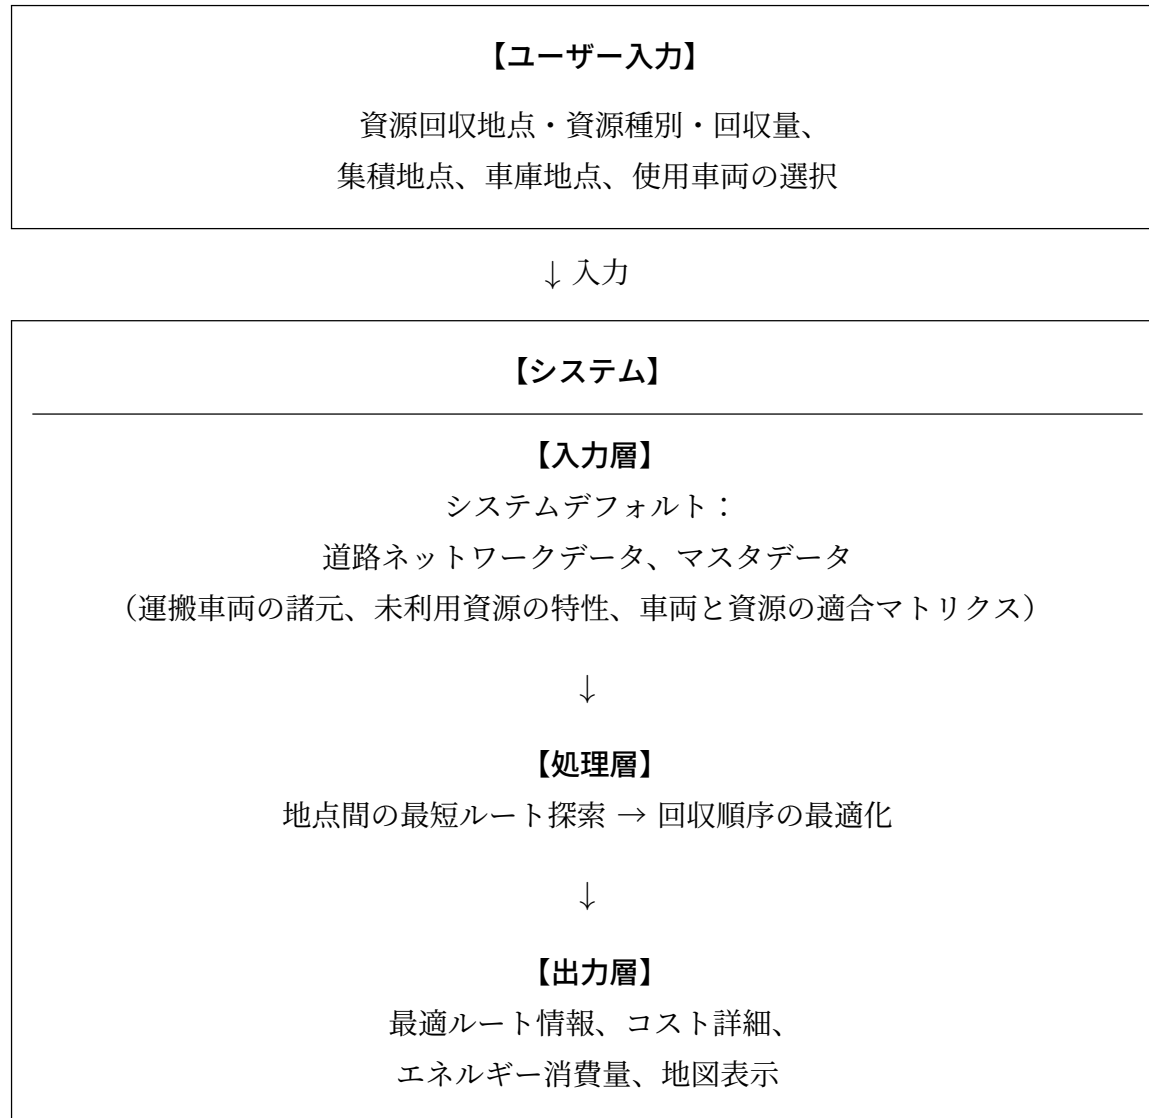 【ユーザー入力】
資源回収地点・資源種別・回収量、
集積地点、車庫地点、使用車両の選択
↓ 入力
【システム】
【入力層】
システムデフォルト：
道路ネットワークデータ、マスタデータ
（運搬車両の諸元、未利用資源の特性、車両と資源の適合マトリクス）
↓
【処理層】
地点間の最短ルート探索 → 回収順序の最適化
↓
【出力層】
最適ルート情報、コスト詳細、
エネルギー消費量、地図表示